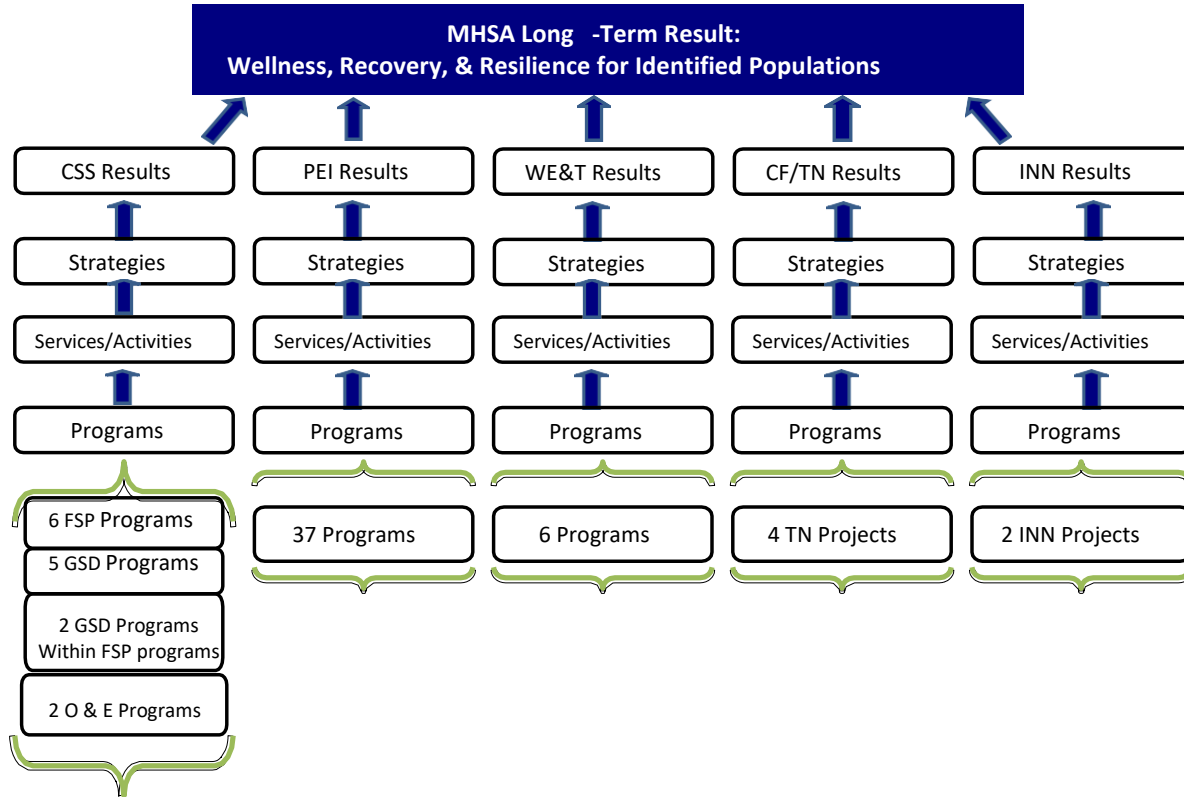 MHSA Long -Term Result:
Wellness, Recovery, & Resilience for Identified Populations
CSS Results
PEI Results
WE&T Results
CF/TN Results
INN Results
Strategies
Strategies
Strategies
Strategies
Strategies
Services/Activities
Services/Activities
Services/Activities
Services/Activities
Services/Activities
Programs
Programs
Programs
Programs
Programs
6 FSP Programs
5 GSD Programs
2 GSD Programs
Within FSP programs
2 O & E Programs
37 Programs
6 Programs
4 TN Projects
2 INN Projects